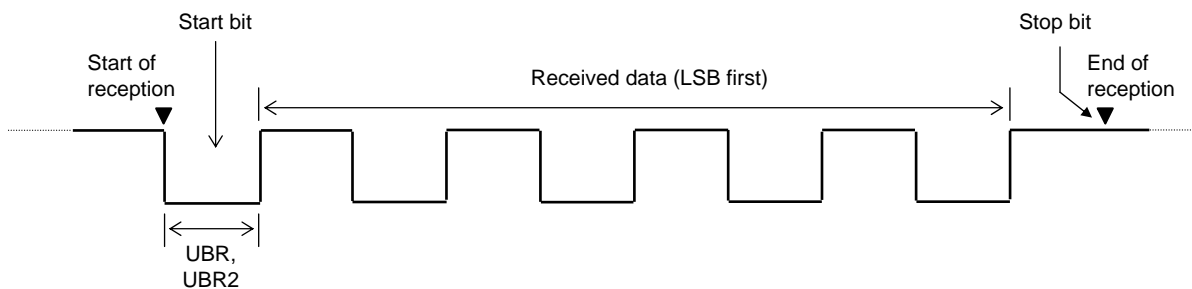 Start bit
Stop bit
Start of
reception
Received data (LSB first)
End of
reception
UBR,
UBR2